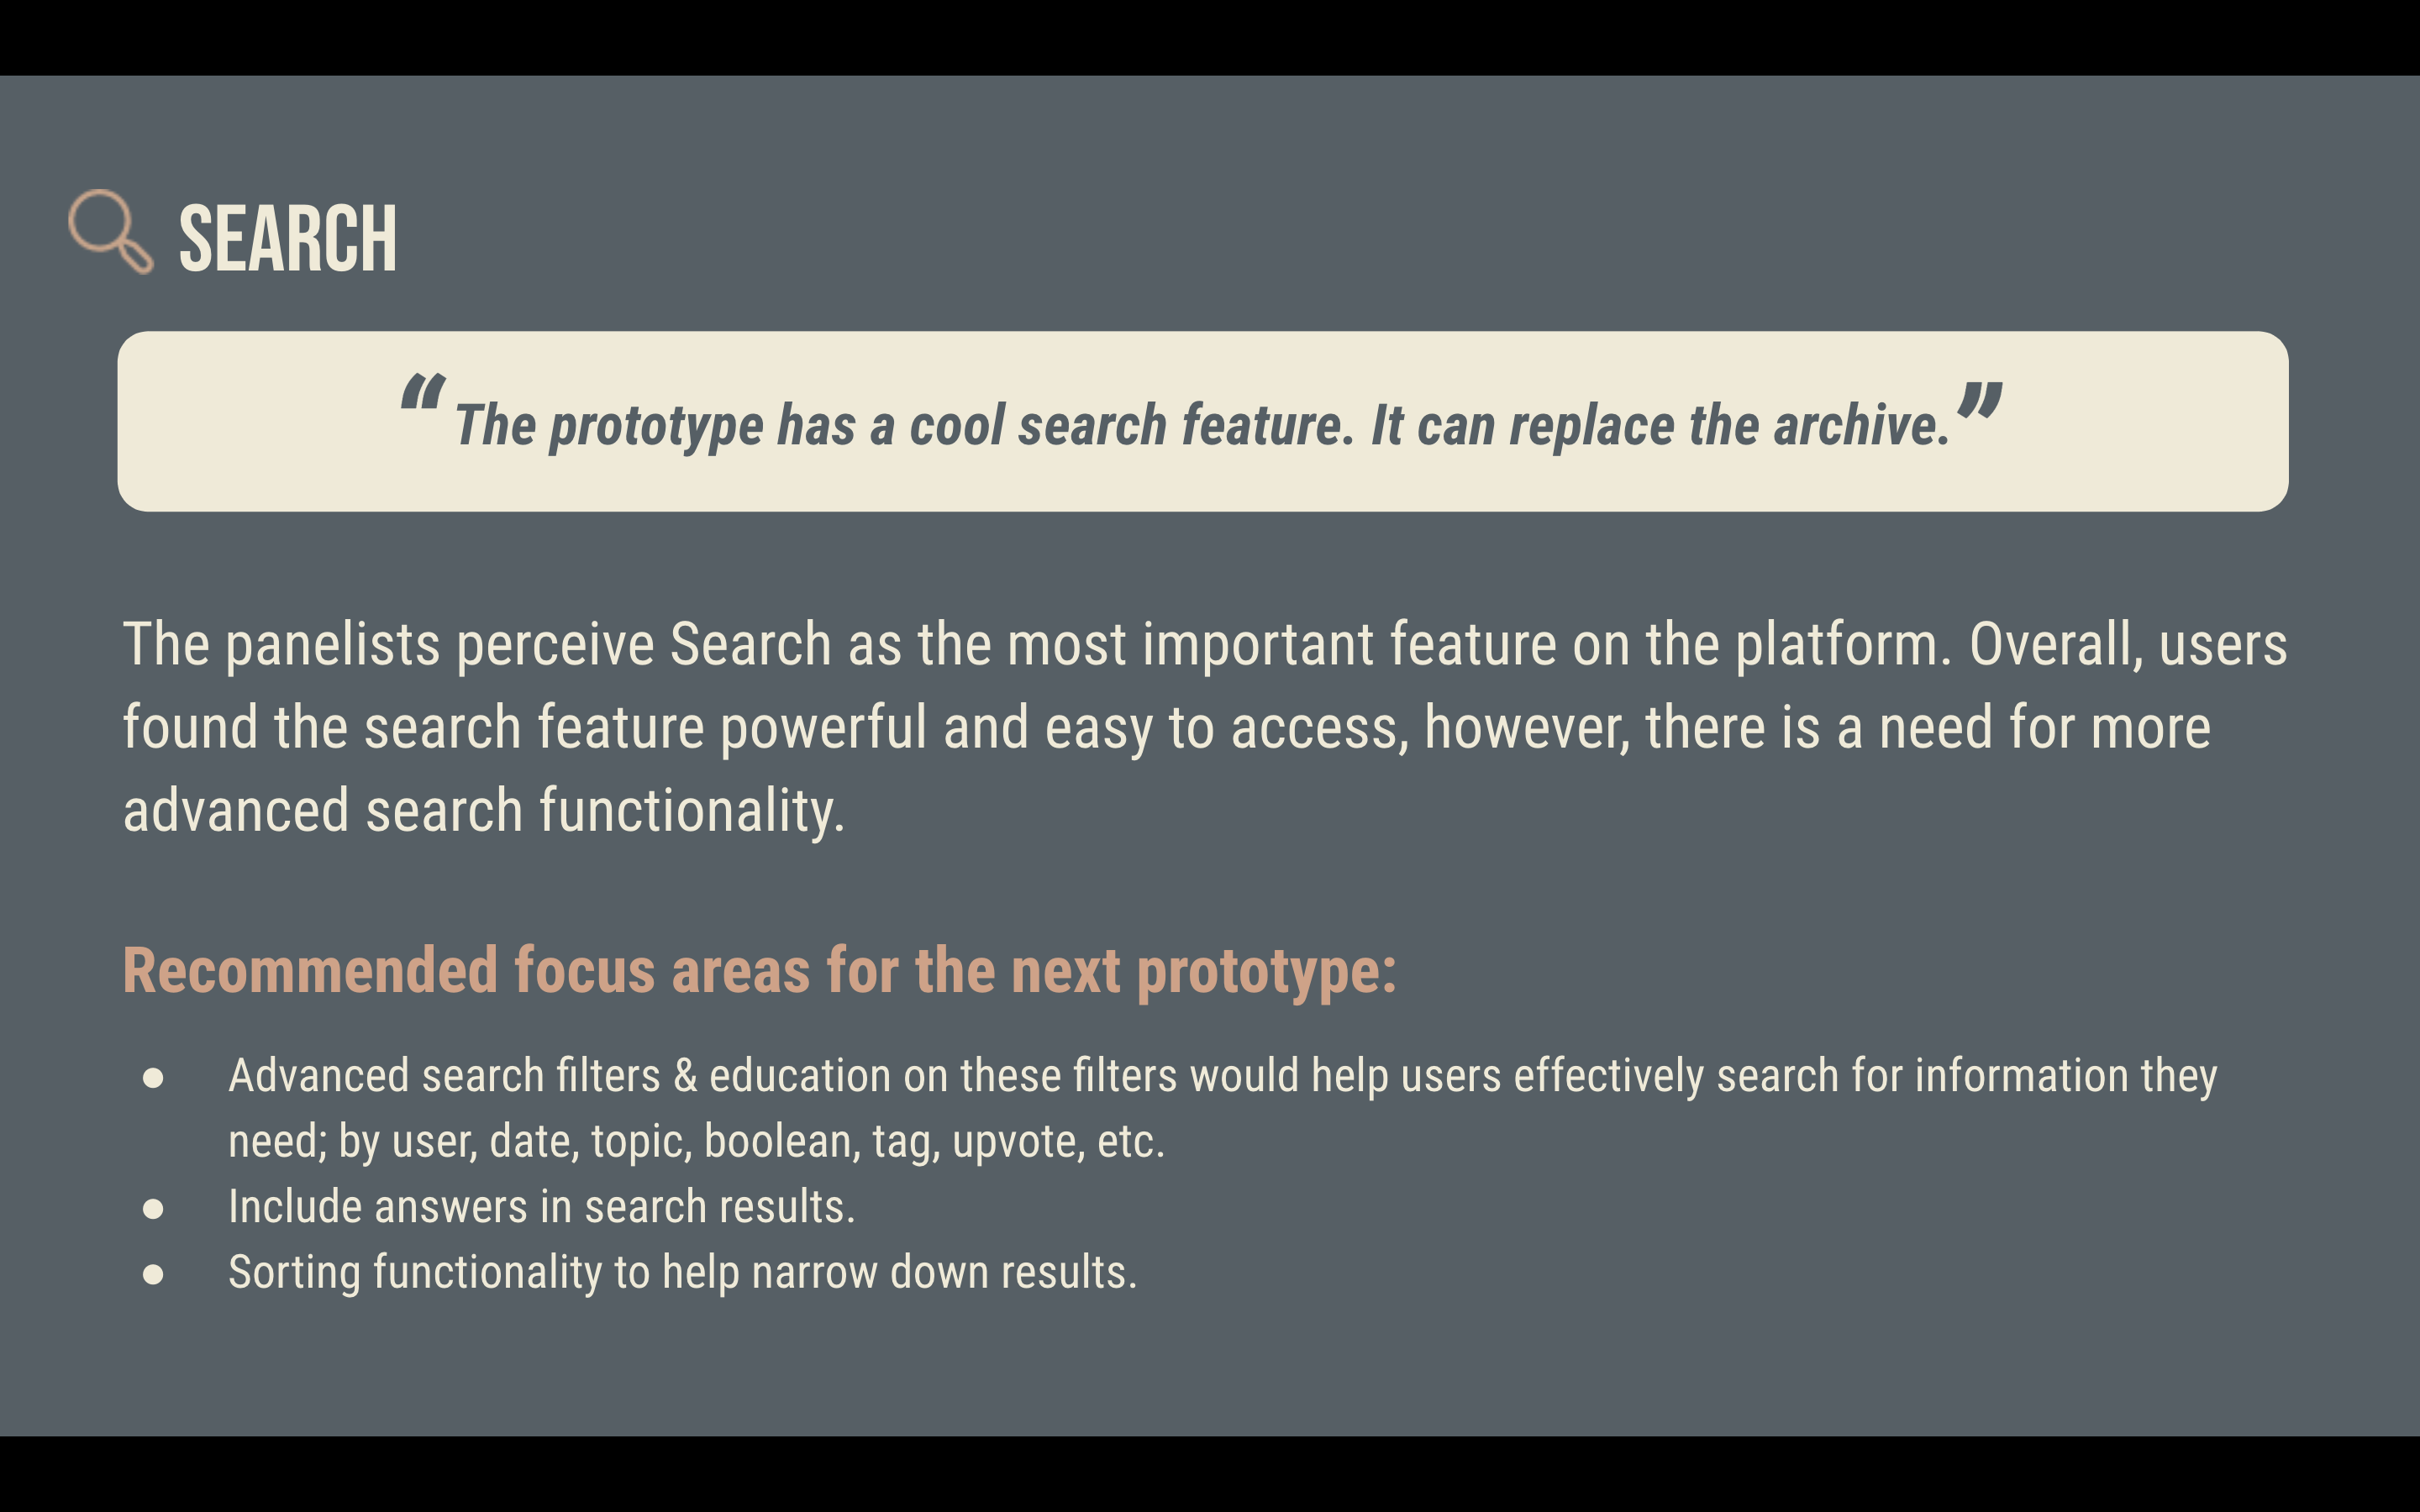 SEARCH
“The prototype has a cool search feature. It can replace the archive.”
The panelists perceive Search as the most important feature on the platform. Overall, users
found the search feature powerful and easy to access, however, there is a need for more
advanced search functionality.
Recommended focus areas for the next prototype:
● Advanced search filters & education on these filters would help users effectively search for information they
need; by user, date, topic, boolean, tag, upvote, etc.
● Include answers in search results.
● Sorting functionality to help narrow down results.